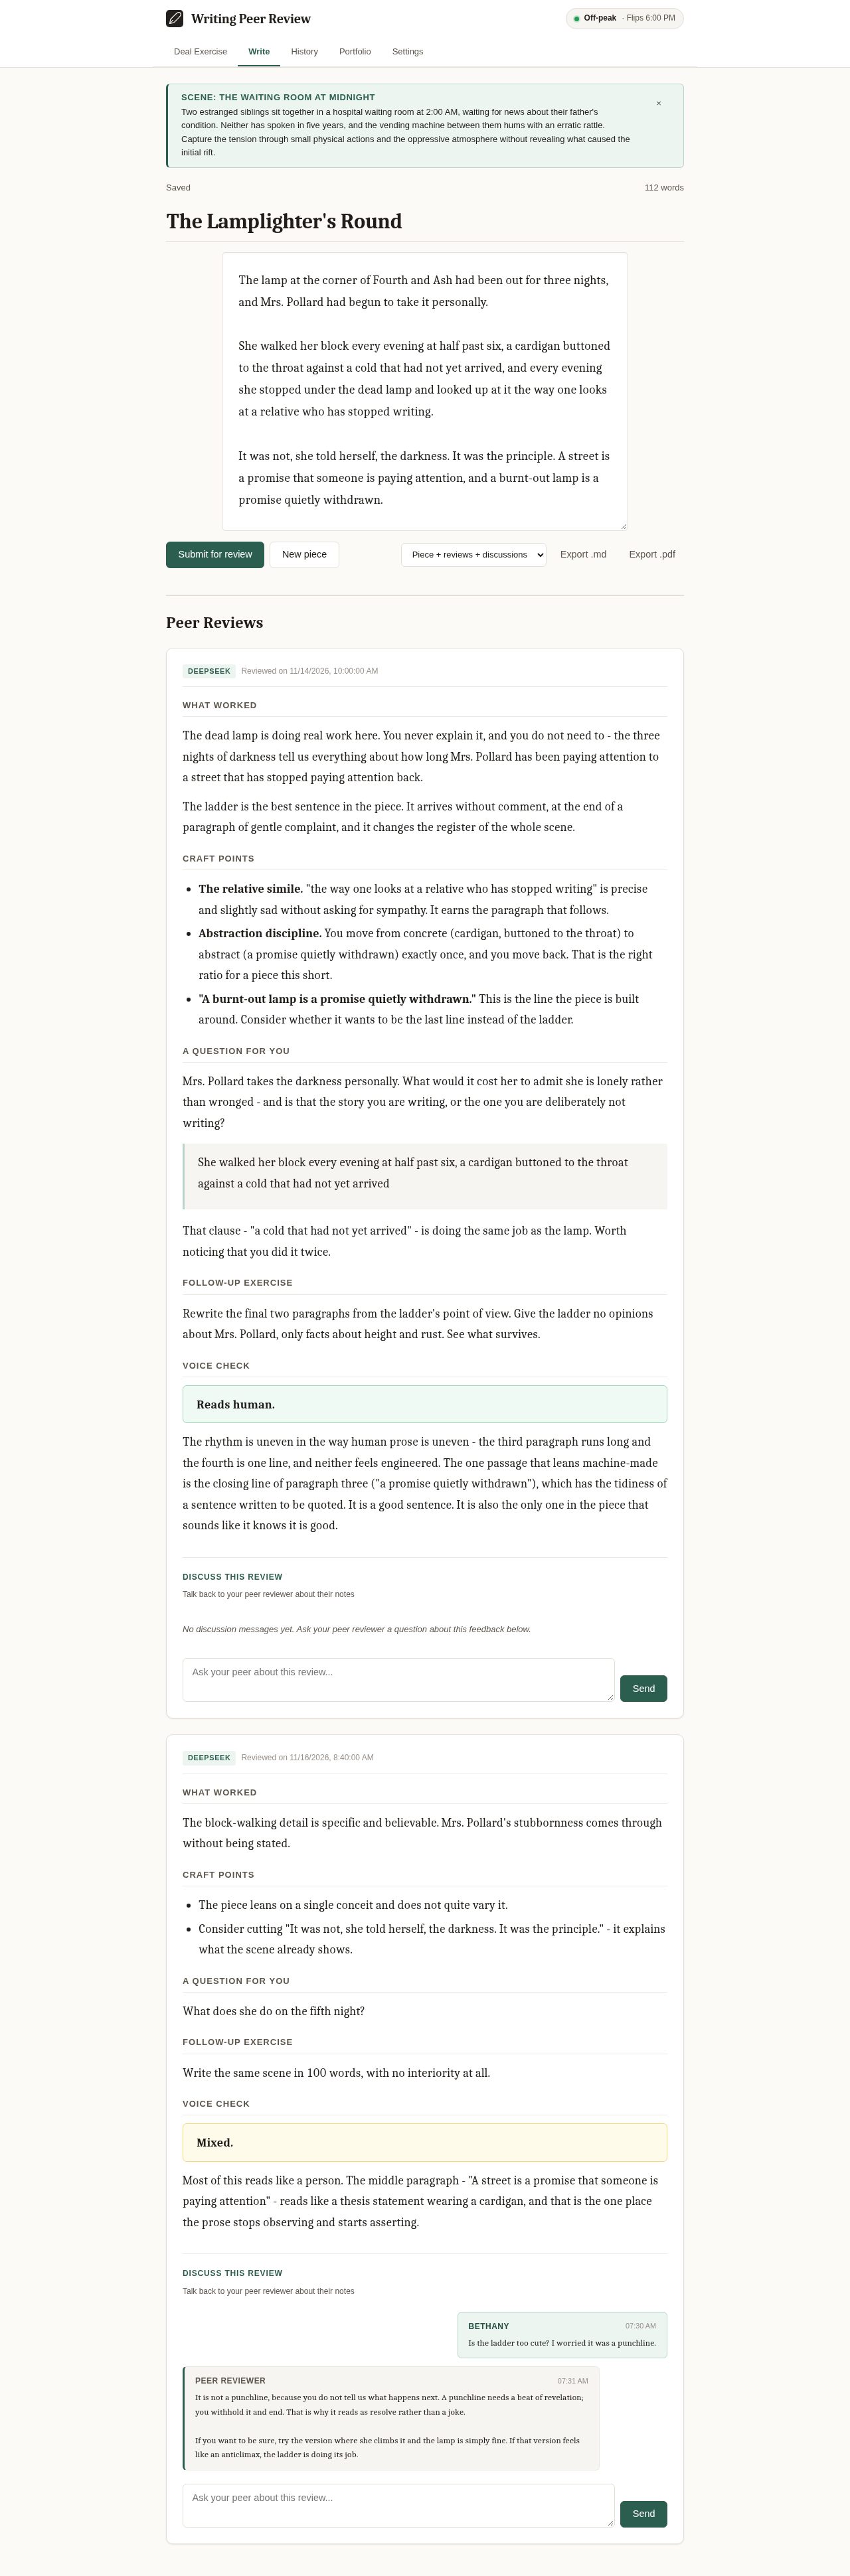 Writing Peer Review
Off-peak · Flips 6:00 PM
Deal Exercise
Write
History
Portfolio
Settings
SCENE: THE WAITING ROOM AT MIDNIGHT
×
Two estranged siblings sit together in a hospital waiting room at 2:00 AM, waiting for news about their father's
condition. Neither has spoken in five years, and the vending machine between them hums with an erratic rattle.
Capture the tension through small physical actions and the oppressive atmosphere without revealing what caused the
initial rift.
Saved
112 words
The Lamplighter's Round
The lamp at the corner of Fourth and Ash had been out for three nights,
and Mrs. Pollard had begun to take it personally.
She walked her block every evening at half past six, a cardigan buttoned
to the throat against a cold that had not yet arrived, and every evening
she stopped under the dead lamp and looked up at it the way one looks
at a relative who has stopped writing.
It was not, she told herself, the darkness. It was the principle. A street is
a promise that someone is paying attention, and a burnt-out lamp is a
promise quietly withdrawn.
Submit for review
New piece
Piece + reviews + discussions
Export .md
Export .pdf
Peer Reviews
DEEPSEEK Reviewed on 11/14/2026, 10:00:00 AM
WHAT WORKED
The dead lamp is doing real work here. You never explain it, and you do not need to - the three
nights of darkness tell us everything about how long Mrs. Pollard has been paying attention to
a street that has stopped paying attention back.
The ladder is the best sentence in the piece. It arrives without comment, at the end of a
paragraph of gentle complaint, and it changes the register of the whole scene.
CRAFT POINTS
• The relative simile. "the way one looks at a relative who has stopped writing" is precise
and slightly sad without asking for sympathy. It earns the paragraph that follows.
• Abstraction discipline. You move from concrete (cardigan, buttoned to the throat) to
abstract (a promise quietly withdrawn) exactly once, and you move back. That is the right
ratio for a piece this short.
• "A burnt-out lamp is a promise quietly withdrawn." This is the line the piece is built
around. Consider whether it wants to be the last line instead of the ladder.
A QUESTION FOR YOU
Mrs. Pollard takes the darkness personally. What would it cost her to admit she is lonely rather
than wronged - and is that the story you are writing, or the one you are deliberately not
writing?
She walked her block every evening at half past six, a cardigan buttoned to the throat
against a cold that had not yet arrived
That clause - "a cold that had not yet arrived" - is doing the same job as the lamp. Worth
noticing that you did it twice.
FOLLOW-UP EXERCISE
Rewrite the final two paragraphs from the ladder's point of view. Give the ladder no opinions
about Mrs. Pollard, only facts about height and rust. See what survives.
VOICE CHECK
Reads human.
The rhythm is uneven in the way human prose is uneven - the third paragraph runs long and
the fourth is one line, and neither feels engineered. The one passage that leans machine-made
is the closing line of paragraph three ("a promise quietly withdrawn"), which has the tidiness of
a sentence written to be quoted. It is a good sentence. It is also the only one in the piece that
sounds like it knows it is good.
DISCUSS THIS REVIEW
Talk back to your peer reviewer about their notes
No discussion messages yet. Ask your peer reviewer a question about this feedback below.
Ask your peer about this review...
Send
DEEPSEEK Reviewed on 11/16/2026, 8:40:00 AM
WHAT WORKED
The block-walking detail is specific and believable. Mrs. Pollard's stubbornness comes through
without being stated.
CRAFT POINTS
• The piece leans on a single conceit and does not quite vary it.
• Consider cutting "It was not, she told herself, the darkness. It was the principle." - it explains
what the scene already shows.
A QUESTION FOR YOU
What does she do on the fifth night?
FOLLOW-UP EXERCISE
Write the same scene in 100 words, with no interiority at all.
VOICE CHECK
Mixed.
Most of this reads like a person. The middle paragraph - "A street is a promise that someone is
paying attention" - reads like a thesis statement wearing a cardigan, and that is the one place
the prose stops observing and starts asserting.
DISCUSS THIS REVIEW
Talk back to your peer reviewer about their notes
BETHANY 07:30 AM
Is the ladder too cute? I worried it was a punchline.
PEER REVIEWER 07:31 AM
It is not a punchline, because you do not tell us what happens next. A punchline needs a beat of revelation;
you withhold it and end. That is why it reads as resolve rather than a joke.
If you want to be sure, try the version where she climbs it and the lamp is simply fine. If that version feels
like an anticlimax, the ladder is doing its job.
Ask your peer about this review...
Send